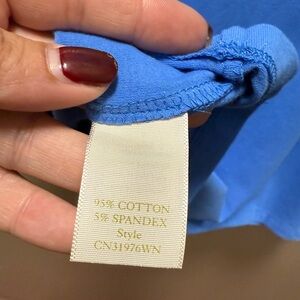 95% COTTON
5% SPANDEX
Style
CN31976WN